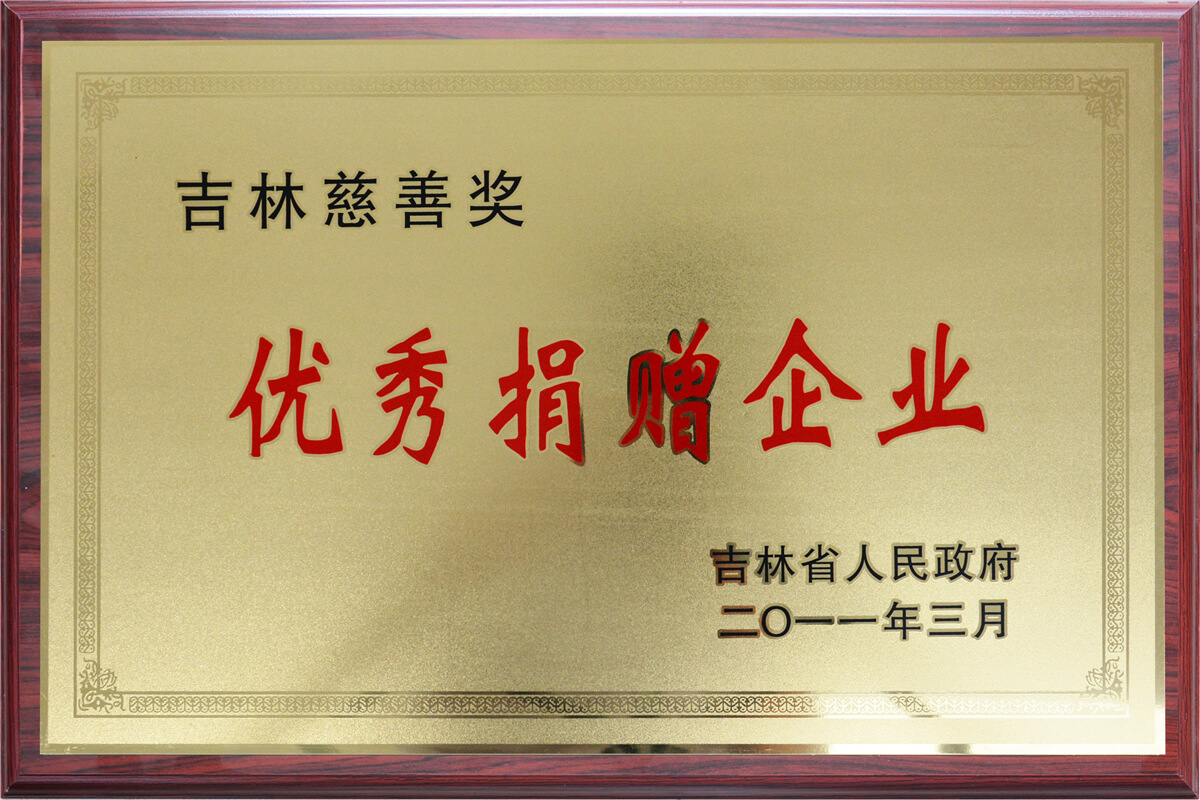 吉林慈善奖
优秀捐赠企业
吉林省人民政府
二〇一一年三月